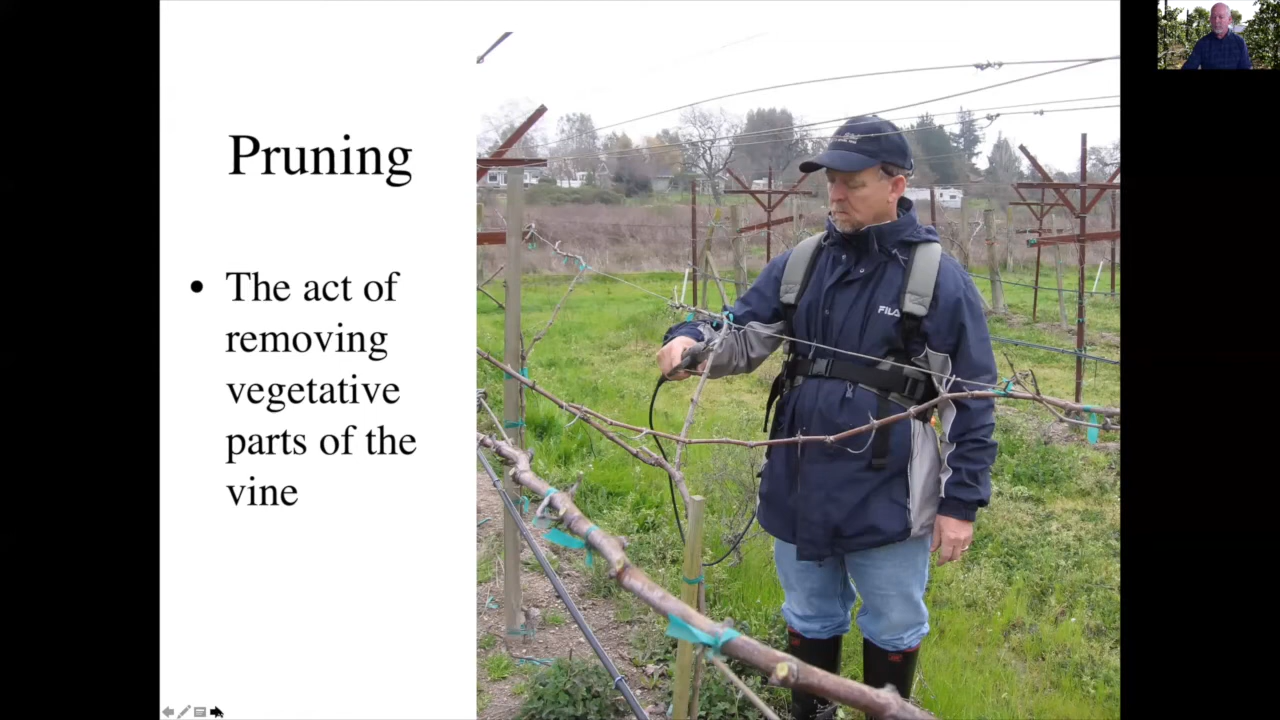 Pruning
• The act of
removing
vegetative
parts of the
vine
FILA